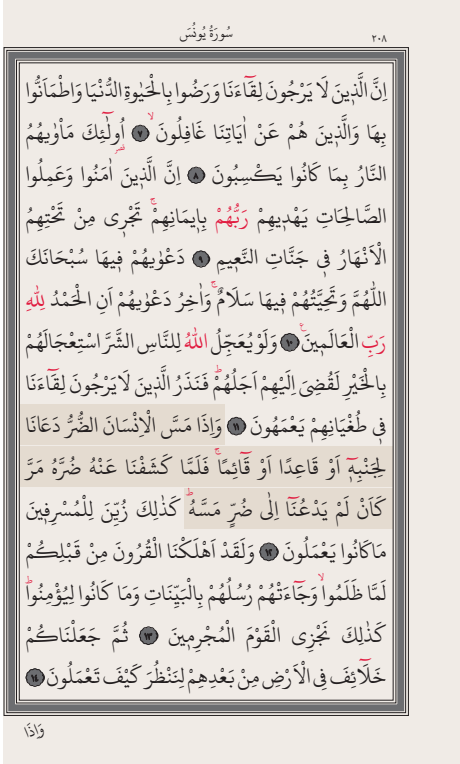 سُورَةُ يُونُسَ ٢٠٨
اِنَّ الَّذ۪ينَ لَا يَرْجُونَ لِقَٓاءَنَا وَرَضُوا بِالْحَيٰوةِ الدُّنْيَا وَاطْمَاَنُّوا
بِهَا وَالَّذ۪ينَ هُمْ عَنْ اٰيَاتِنَا غَافِلُونَۙ ﴿٧﴾ اُو۬لٰٓئِكَ مَأْوٰيهُمُ
النَّارُ بِمَا كَانُوا يَكْسِبُونَ ﴿٨﴾ اِنَّ الَّذ۪ينَ اٰمَنُوا وَعَمِلُوا
الصَّالِحَاتِ يَهْد۪يهِمْ رَبُّهُمْ بِا۪يمَانِهِمْۚ تَجْر۪ي مِنْ تَحْتِهِمُ
الْاَنْهَارُ ف۪ي جَنَّاتِ النَّع۪يمِ ﴿٩﴾ دَعْوٰيهُمْ ف۪يهَا سُبْحَانَكَ
اللّٰهُمَّ وَتَحِيَّتُهُمْ ف۪يهَا سَلَامٌۚ وَاٰخِرُ دَعْوٰيهُمْ اَنِ الْحَمْدُ لِلّٰهِ
رَبِّ الْعَالَم۪ينَ۟ ﴿١٠﴾ وَلَوْ يُعَجِّلُ اللّٰهُ لِلنَّاسِ الشَّرَّ اسْتِعْجَالَهُمْ
بِالْخَيْرِ لَقُضِيَ اِلَيْهِمْ اَجَلُهُمْۜ فَنَذَرُ الَّذ۪ينَ لَا يَرْجُونَ لِقَٓاءَنَا
ف۪ي طُغْيَانِهِمْ يَعْمَهُونَ ﴿١١﴾ وَاِذَا مَسَّ الْاِنْسَانَ الضُّرُّ دَعَانَا
لِجَنْبِه۪ٓ اَوْ قَاعِدًا اَوْ قَٓائِمًاۚ فَلَمَّا كَشَفْنَا عَنْهُ ضُرَّهُ مَرَّ
كَاَنْ لَمْ يَدْعُنَٓا اِلٰى ضُرٍّ مَسَّهُۜ كَذٰلِكَ زُيِّنَ لِلْمُسْرِف۪ينَ
مَا كَانُوا يَعْمَلُونَ ﴿١٢﴾ وَلَقَدْ اَهْلَكْنَا الْقُرُونَ مِنْ قَبْلِكُمْ
لَمَّا ظَلَمُواۙ وَجَٓاءَتْهُمْ رُسُلُهُمْ بِالْبَيِّنَاتِ وَمَا كَانُوا لِيُؤْمِنُواۜ
كَذٰلِكَ نَجْزِي الْقَوْمَ الْمُجْرِم۪ينَ ﴿١٣﴾ ثُمَّ جَعَلْنَاكُمْ
خَلَٓائِفَ فِي الْاَرْضِ مِنْ بَعْدِهِمْ لِنَنْظُرَ كَيْفَ تَعْمَلُونَ ﴿١٤﴾
وَاِذَا